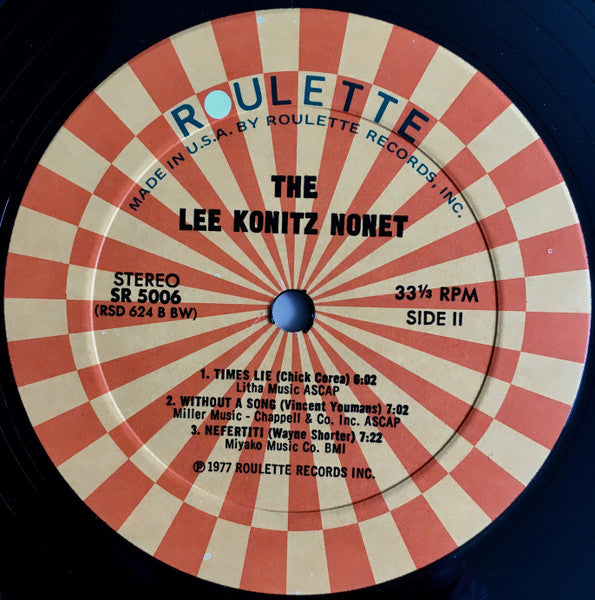 ROULETTE
MADE IN U.S.A. BY ROULETTE RECORDS, INC.
THE
LEE KONITZ NONET
STEREO
SR 5006
(RSD 624 B BW)
33⅓ RPM
SIDE II
1. TIMES LIE (Chick Corea) 6:02
Litha Music ASCAP
2. WITHOUT A SONG (Vincent Youmans) 7:02
Miller Music - Chappell & Co. Inc. ASCAP
3. NEFERTITI (Wayne Shorter) 7:22
Miyako Music Co. BMI
℗ 1977 ROULETTE RECORDS INC.